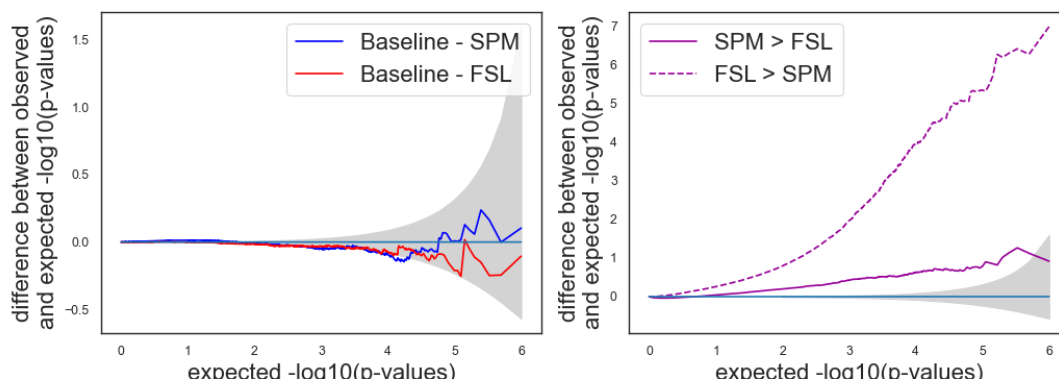 difference between observed
and expected -log10(p-values)
1.5
1.0
0.5
0.0
-0.5
Baseline - SPM
Baseline - FSL
0 1 2 3 4 5 6
expected -log10(p-values)
difference between observed
and expected -log10(p-values)
7
6
5
4
3
2
1
0
SPM > FSL
FSL > SPM
0 1 2 3 4 5 6
expected -log10(p-values)